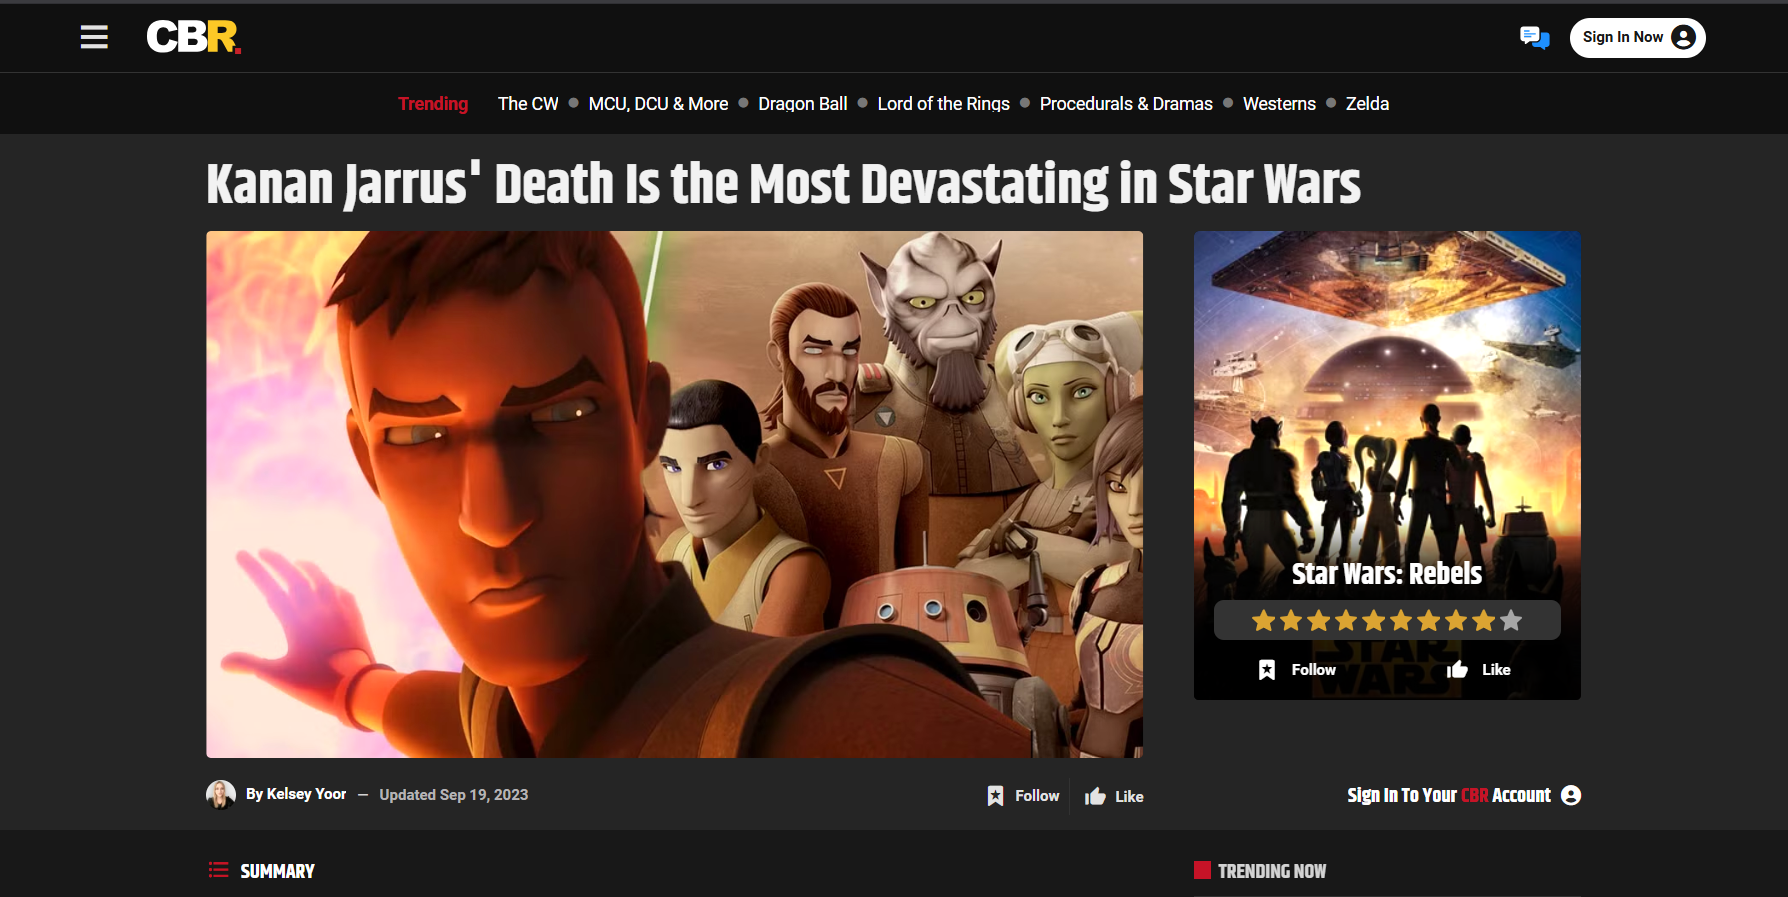 CBR.
Sign In Now
Trending
The CW • MCU, DCU & More • Dragon Ball • Lord of the Rings • Procedurals & Dramas • Westerns • Zelda
Kanan Jarrus' Death Is the Most Devastating in Star Wars
Star Wars: Rebels
STAR
WARS
Follow
Like
By Kelsey Yoor — Updated Sep 19, 2023
Follow
Like
Sign In To Your CBR Account
SUMMARY
TRENDING NOW